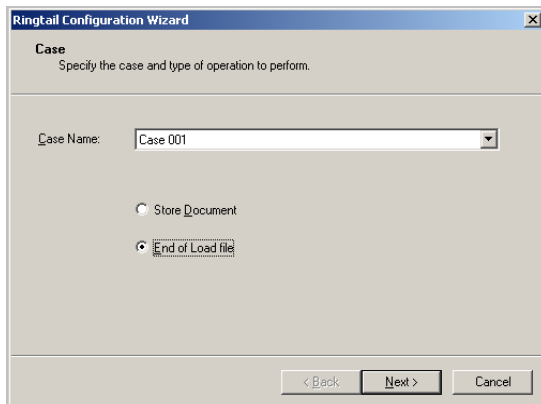 Ringtail Configuration Wizard
Case
Specify the case and type of operation to perform.
Case Name: Case 001
Store Document
End of Load file
< Back Next > Cancel